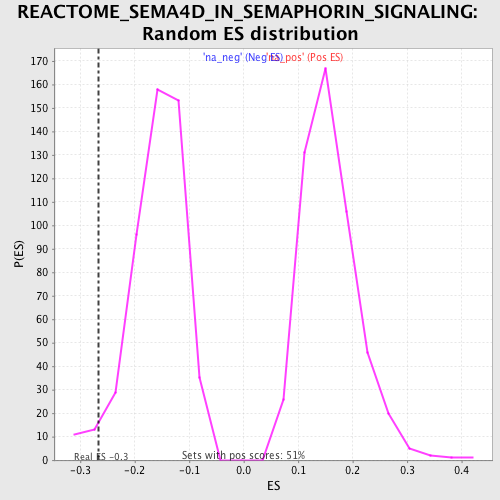 REACTOME_SEMA4D_IN_SEMAPHORIN_SIGNALING:
Random ES distribution
'na_neg' (Neg ES) 'na_pos' (Pos ES)
170
160
150
140
130
120
110
100
90
80
70
60
50
40
30
20
10
0
P(ES)
Real ES -0.3
Sets with pos scores: 51%
-0.3 -0.2 -0.1 0.0 0.1 0.2 0.3 0.4
ES